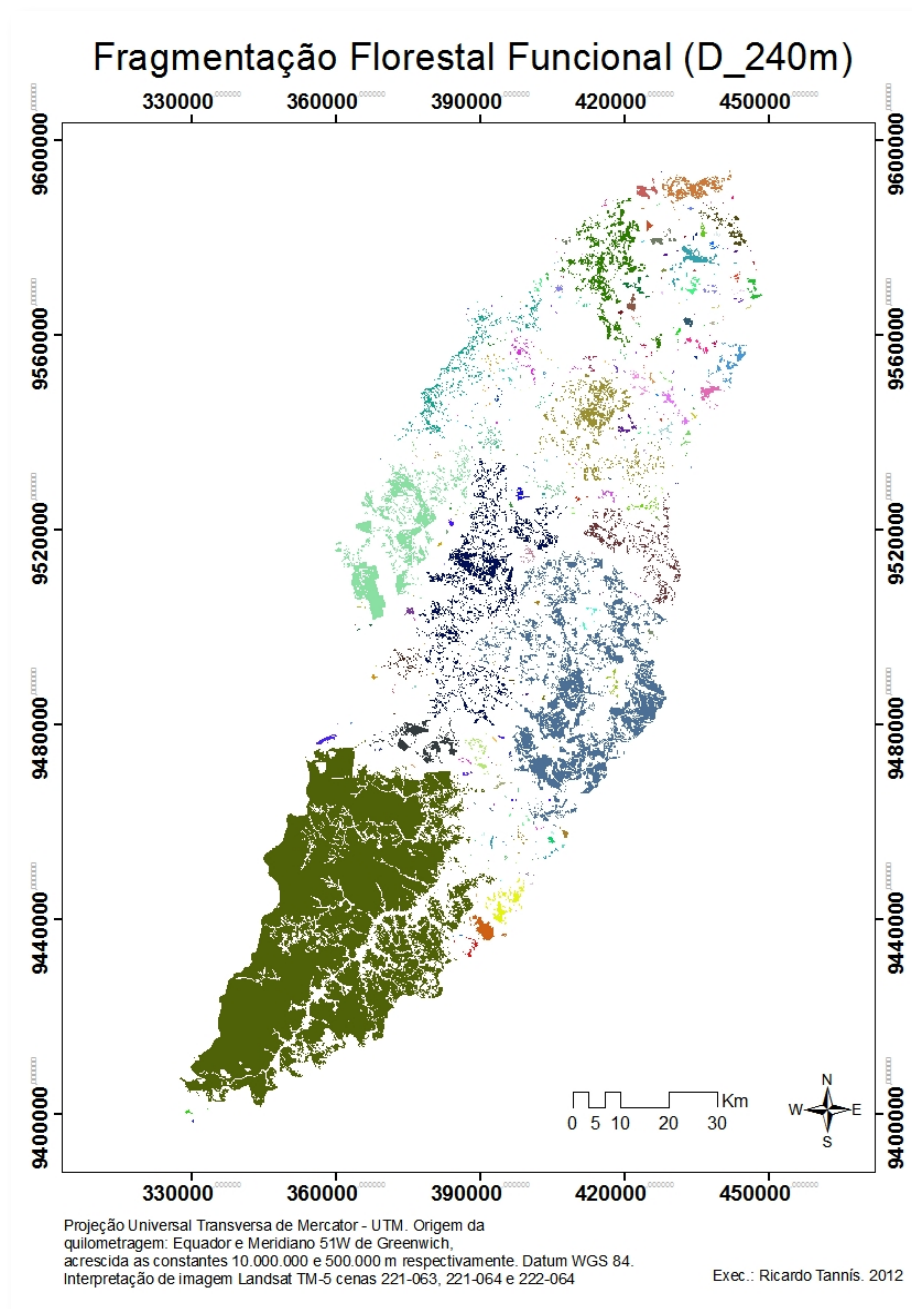 Fragmentação Florestal Funcional (D_240m)
330000 360000 390000 420000 450000
9600000 9600000
9560000 9560000
9520000 9520000
9480000 9480000
9440000 9440000
9400000 9400000
Km
0 5 10 20 30
N
W E
S
330000 360000 390000 420000 450000
Projeção Universal Transversa de Mercator - UTM. Origem da
quilometragem: Equador e Meridiano 51W de Greenwich,
acrescida as constantes 10.000.000 e 500.000 m respectivamente. Datum WGS 84.
Interpretação de imagem Landsat TM-5 cenas 221-063, 221-064 e 222-064
Exec.: Ricardo Tannís. 2012